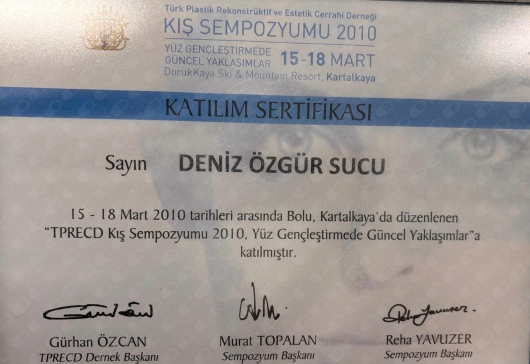 Türk Plastik Rekonstrüktif ve Estetik Cerrahi Derneği
KIŞ SEMPOZYUMU 2010
YÜZ GENÇLEŞTİRMEDE
GÜNCEL YAKLAŞIMLAR 15-18 MART
DorukKaya Ski & Mountain Resort, Kartalkaya
KATILIM SERTİFİKASI
Sayın DENİZ ÖZGÜR SUCU
15 - 18 Mart 2010 tarihleri arasında Bolu, Kartalkaya'da düzenlenen
"TPRECD Kış Sempozyumu 2010, Yüz Gençleştirmede Güncel Yaklaşımlar"a
katılmıştır.
Gürhan ÖZCAN Murat TOPALAN Reha YAVUZER
TPRECD Dernek Başkanı Sempozyum Başkanı Sempozyum Başkanı